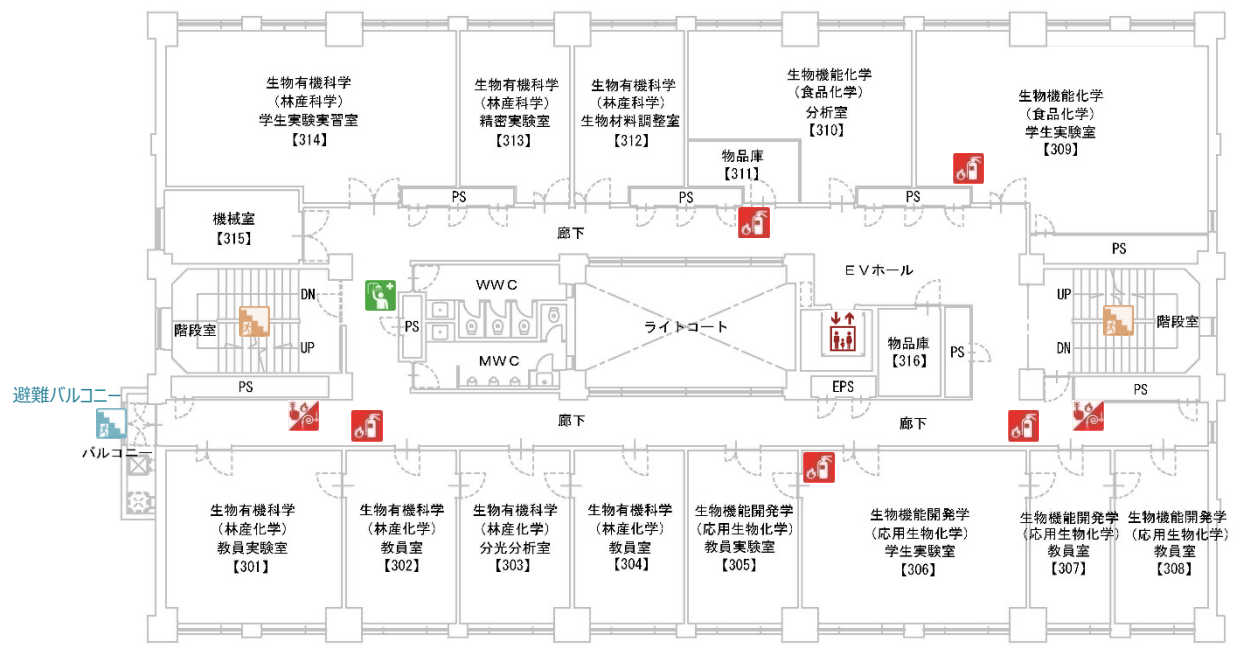 生物有機科学
(林産科学)
学生実験実習室
【314】
生物有機科学
(林産科学)
精密実験室
【313】
生物有機科学
(林産科学)
生物材料調整室
【312】
生物機能化学
(食品化学)
分析室
【310】
生物機能化学
(食品化学)
学生実験室
【309】
物品庫
【311】
PS
PS
PS
機械室
【315】
廊下
PS
EVホール
WWC
DN
階段室
UP
PS
MWC
ライトコート
物品庫
【316】
PS
UP
階段室
DN
PS
EPS
PS
避難バルコニー
バルコニー
廊下
廊下
生物有機科学
(林産化学)
教員実験室
【301】
生物有機科学
(林産化学)
教員室
【302】
生物有機科学
(林産化学)
分光分析室
【303】
生物有機科学
(林産化学)
教員室
【304】
生物機能開発学
(応用生物化学)
教員実験室
【305】
生物機能開発学
(応用生物化学)
学生実験室
【306】
生物機能開発学
(応用生物化学)
教員室
【307】
生物機能開発学
(応用生物化学)
教員室
【308】